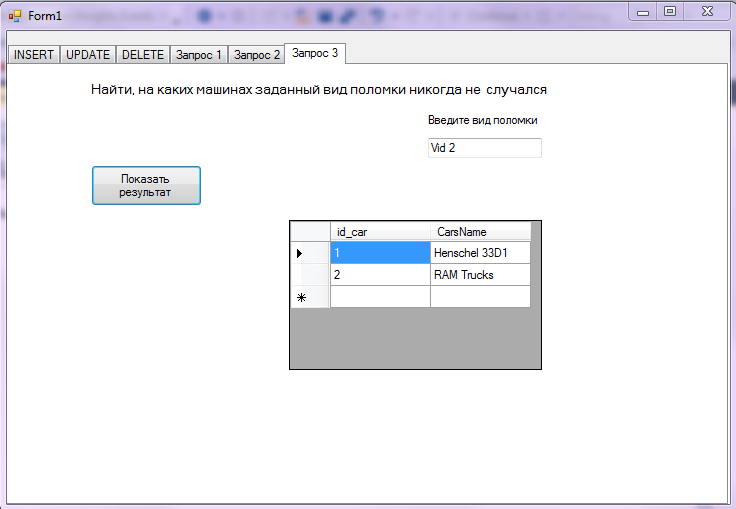 Form1
INSERT UPDATE DELETE Запрос 1 Запрос 2 Запрос 3
Найти, на каких машинах заданный вид поломки никогда не случался
Введите вид поломки
Vid 2
Показать
результат
id_car CarsName
1 Henschel 33D1
2 RAM Trucks